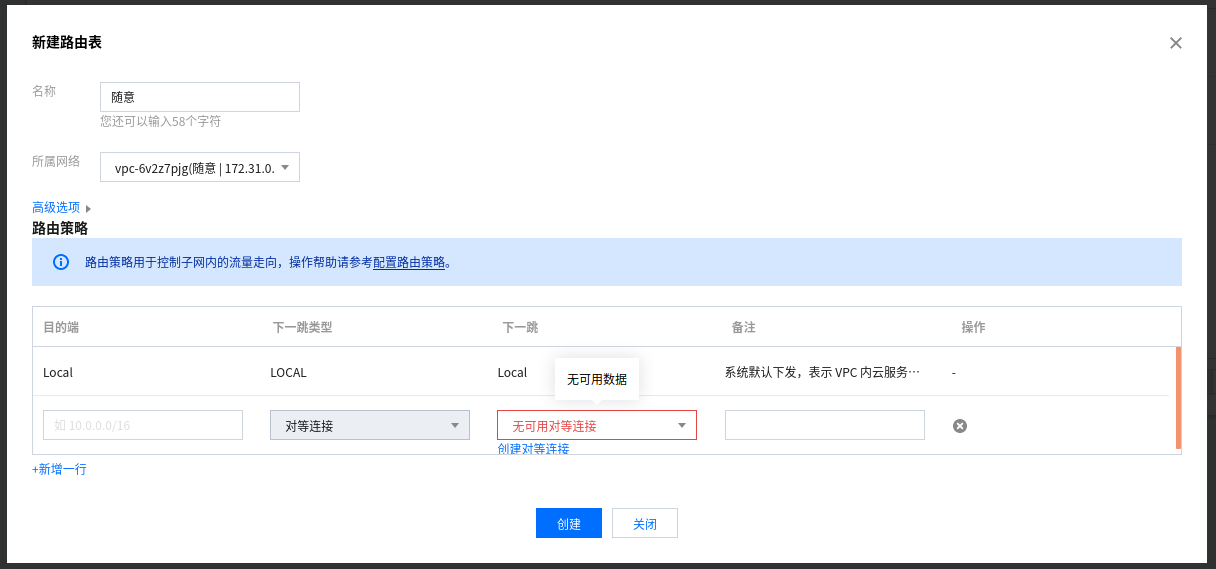 新建路由表
名称
随意
您还可以输入58个字符
所属网络
vpc-6v2z7pjg(随意 | 172.31.0.
高级选项
路由策略
路由策略用于控制子网内的流量走向，操作帮助请参考配置路由策略。
目的端 下一跳类型 下一跳 备注 操作
无可用数据
Local LOCAL Local 系统默认下发，表示 VPC 内云服务… -
如 10.0.0.0/16 对等连接 无可用对等连接
创建对等连接
+新增一行
创建 关闭